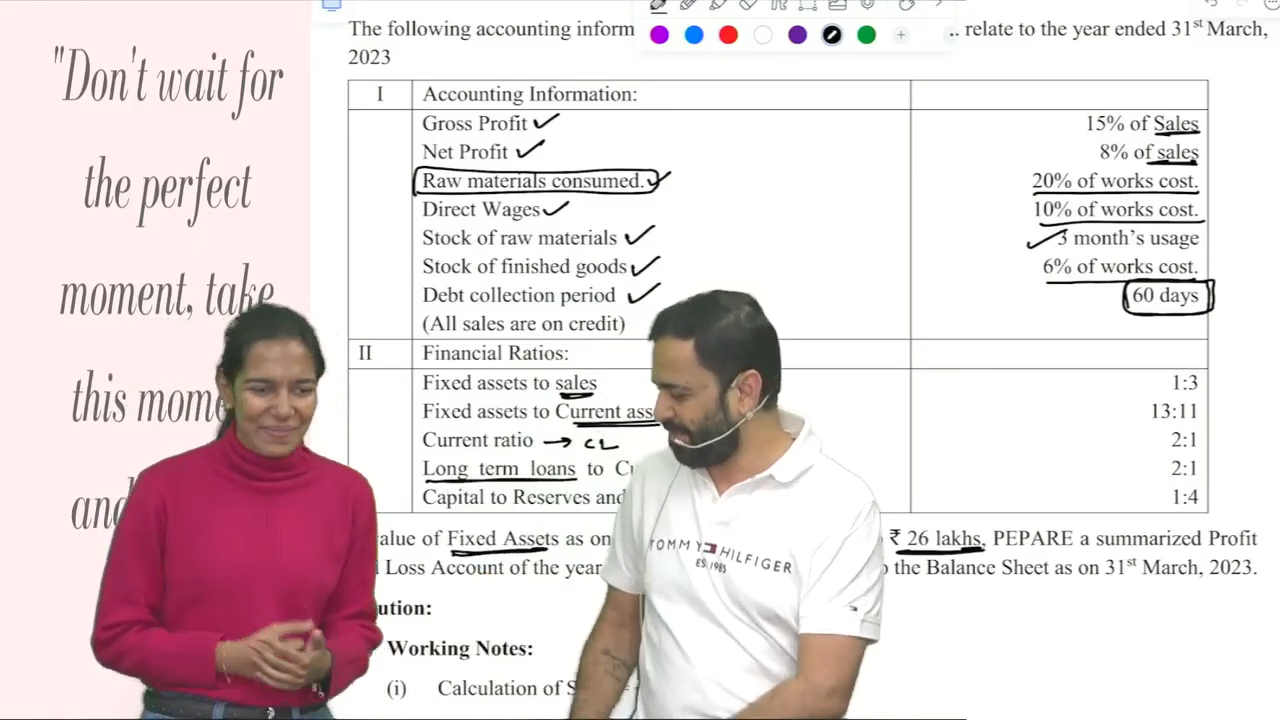 "Don't wait for
the perfect
moment, take
this mome
and
The following accounting inform .. relate to the year ended 31st March,
2023
I Accounting Information:
Gross Profit 15% of Sales
Net Profit 8% of sales
Raw materials consumed. 20% of works cost.
Direct Wages 10% of works cost.
Stock of raw materials 3 month's usage
Stock of finished goods 6% of works cost.
Debt collection period 60 days
(All sales are on credit)
II Financial Ratios:
Fixed assets to sales 1:3
Fixed assets to Current ass 13:11
Current ratio → CL 2:1
Long term loans to Cu 2:1
Capital to Reserves and 1:4
alue of Fixed Assets as on ₹ 26 lakhs, PEPARE a summarized Profit
Loss Account of the year o the Balance Sheet as on 31st March, 2023.
ution:
Working Notes:
(i) Calculation of S
TOMMY HILFIGER
EST. 1985